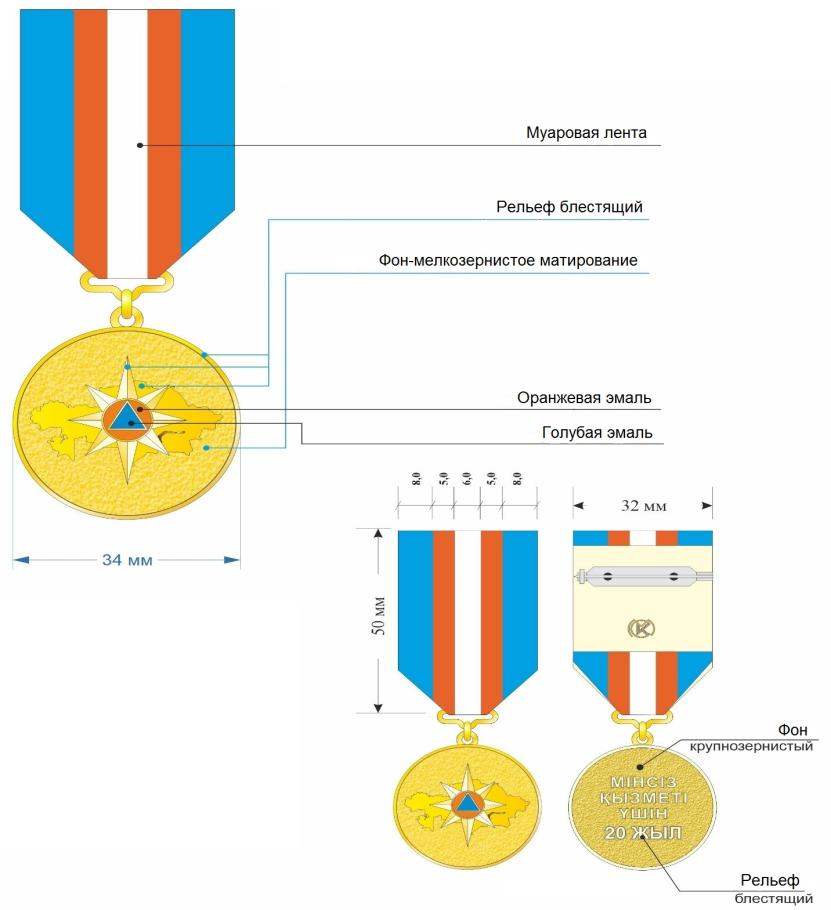 Муаровая лента
Рельеф блестящий
Фон-мелкозернистое матирование
Оранжевая эмаль
Голубая эмаль
34 мм
8,0 5,0 6,0 5,0 8,0
32 мм
50 мм
К
Фон
крупнозернистый
МІНСІЗ
ҚЫЗМЕТІ
ҮШІН
20 ЖЫЛ
Рельеф
блестящий